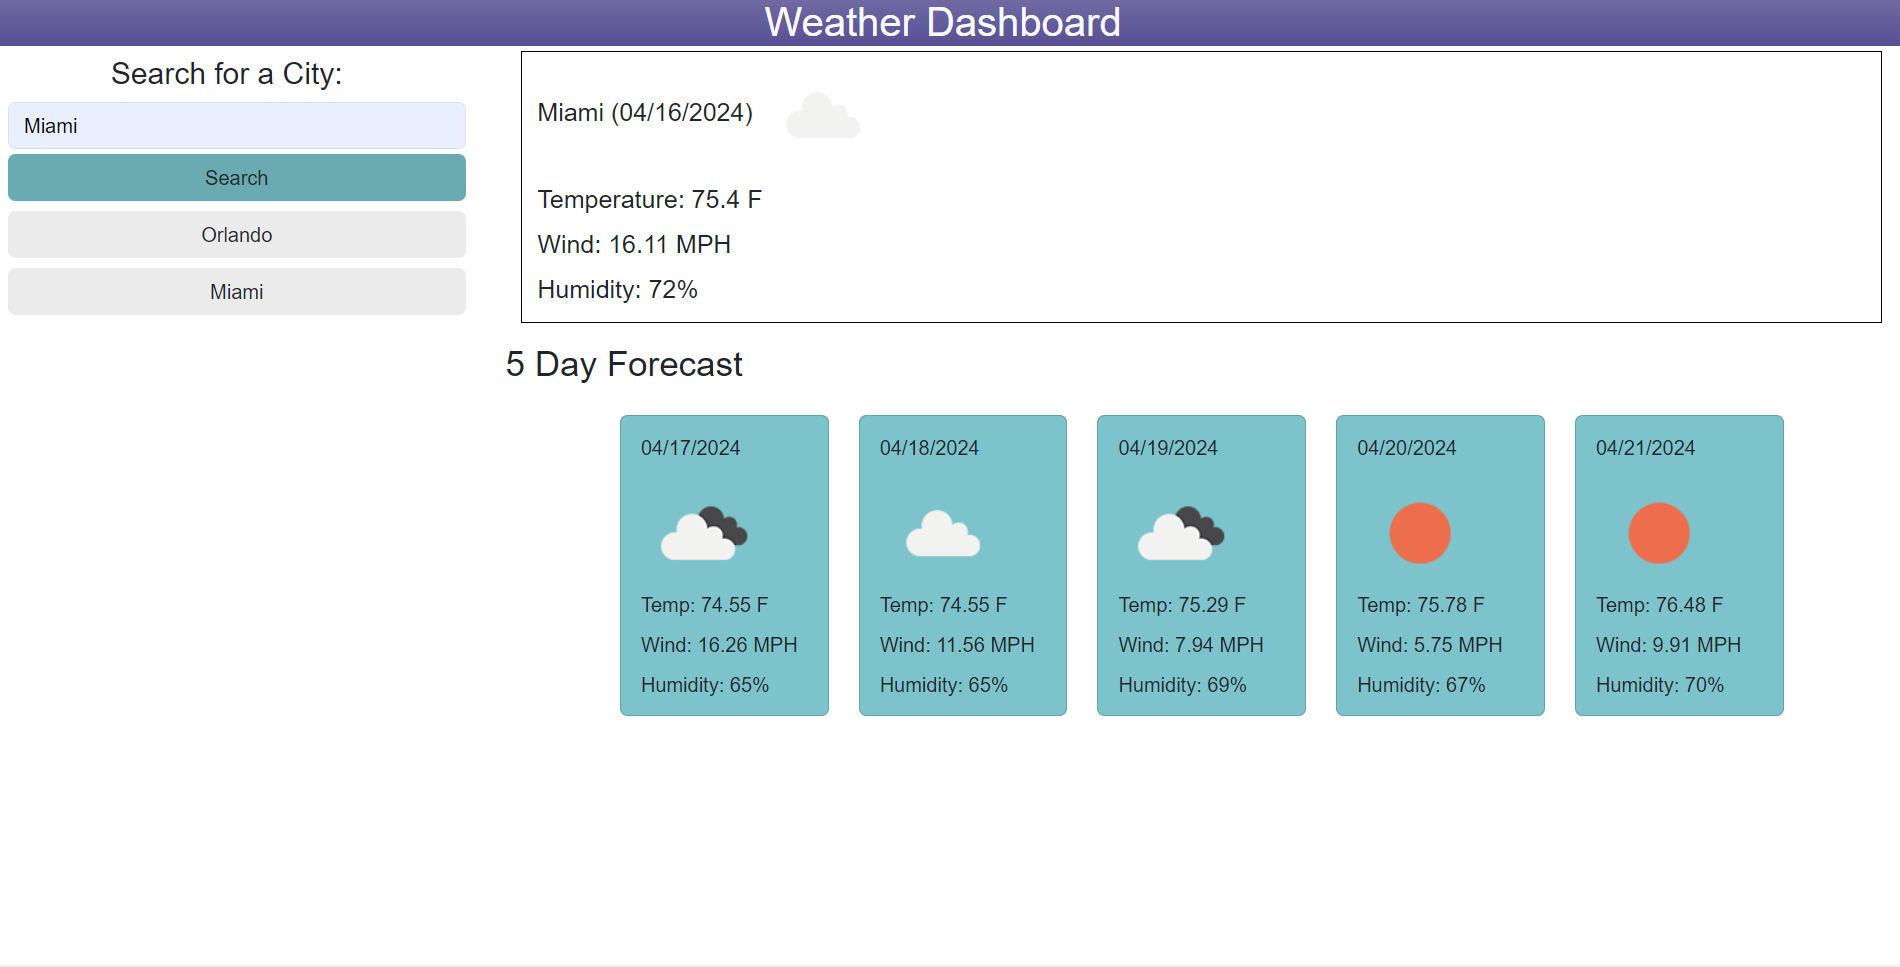 Weather Dashboard
Search for a City:
Miami
Search
Orlando
Miami
Miami (04/16/2024)
Temperature: 75.4 F
Wind: 16.11 MPH
Humidity: 72%
5 Day Forecast
04/17/2024
Temp: 74.55 F
Wind: 16.26 MPH
Humidity: 65%
04/18/2024
Temp: 74.55 F
Wind: 11.56 MPH
Humidity: 65%
04/19/2024
Temp: 75.29 F
Wind: 7.94 MPH
Humidity: 69%
04/20/2024
Temp: 75.78 F
Wind: 5.75 MPH
Humidity: 67%
04/21/2024
Temp: 76.48 F
Wind: 9.91 MPH
Humidity: 70%